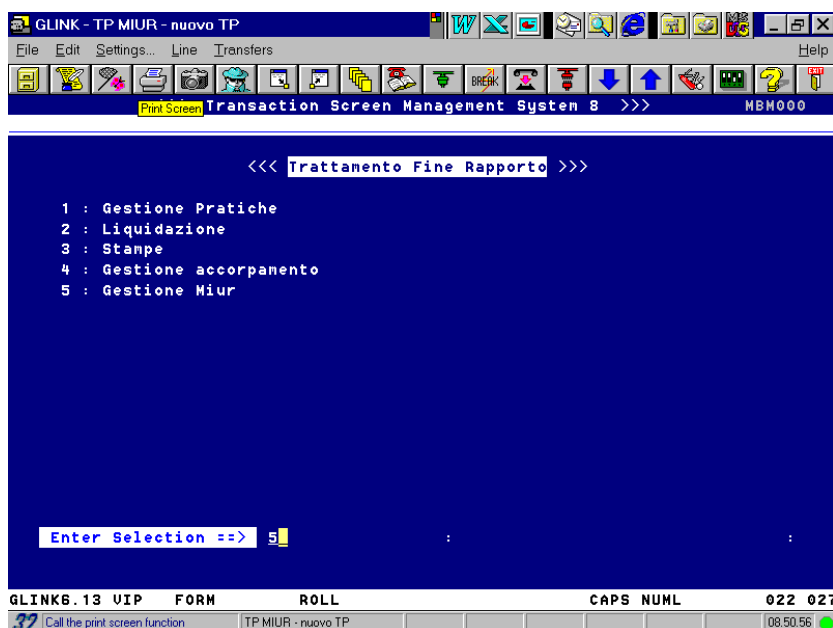 GLINK - TP MIUR - nuovo TP
File Edit Settings... Line Transfers Help
BREAK
Print Screen Transaction Screen Management System 8 >>> MBM000
<<< Trattamento Fine Rapporto >>>
1 : Gestione Pratiche
2 : Liquidazione
3 : Stampe
4 : Gestione accorpamento
5 : Gestione Miur
Enter Selection ==> 5 : :
GLINK6.13 VIP FORM ROLL CAPS NUML 022 027
32 Call the print screen function TP MIUR - nuovo TP 08.50.56